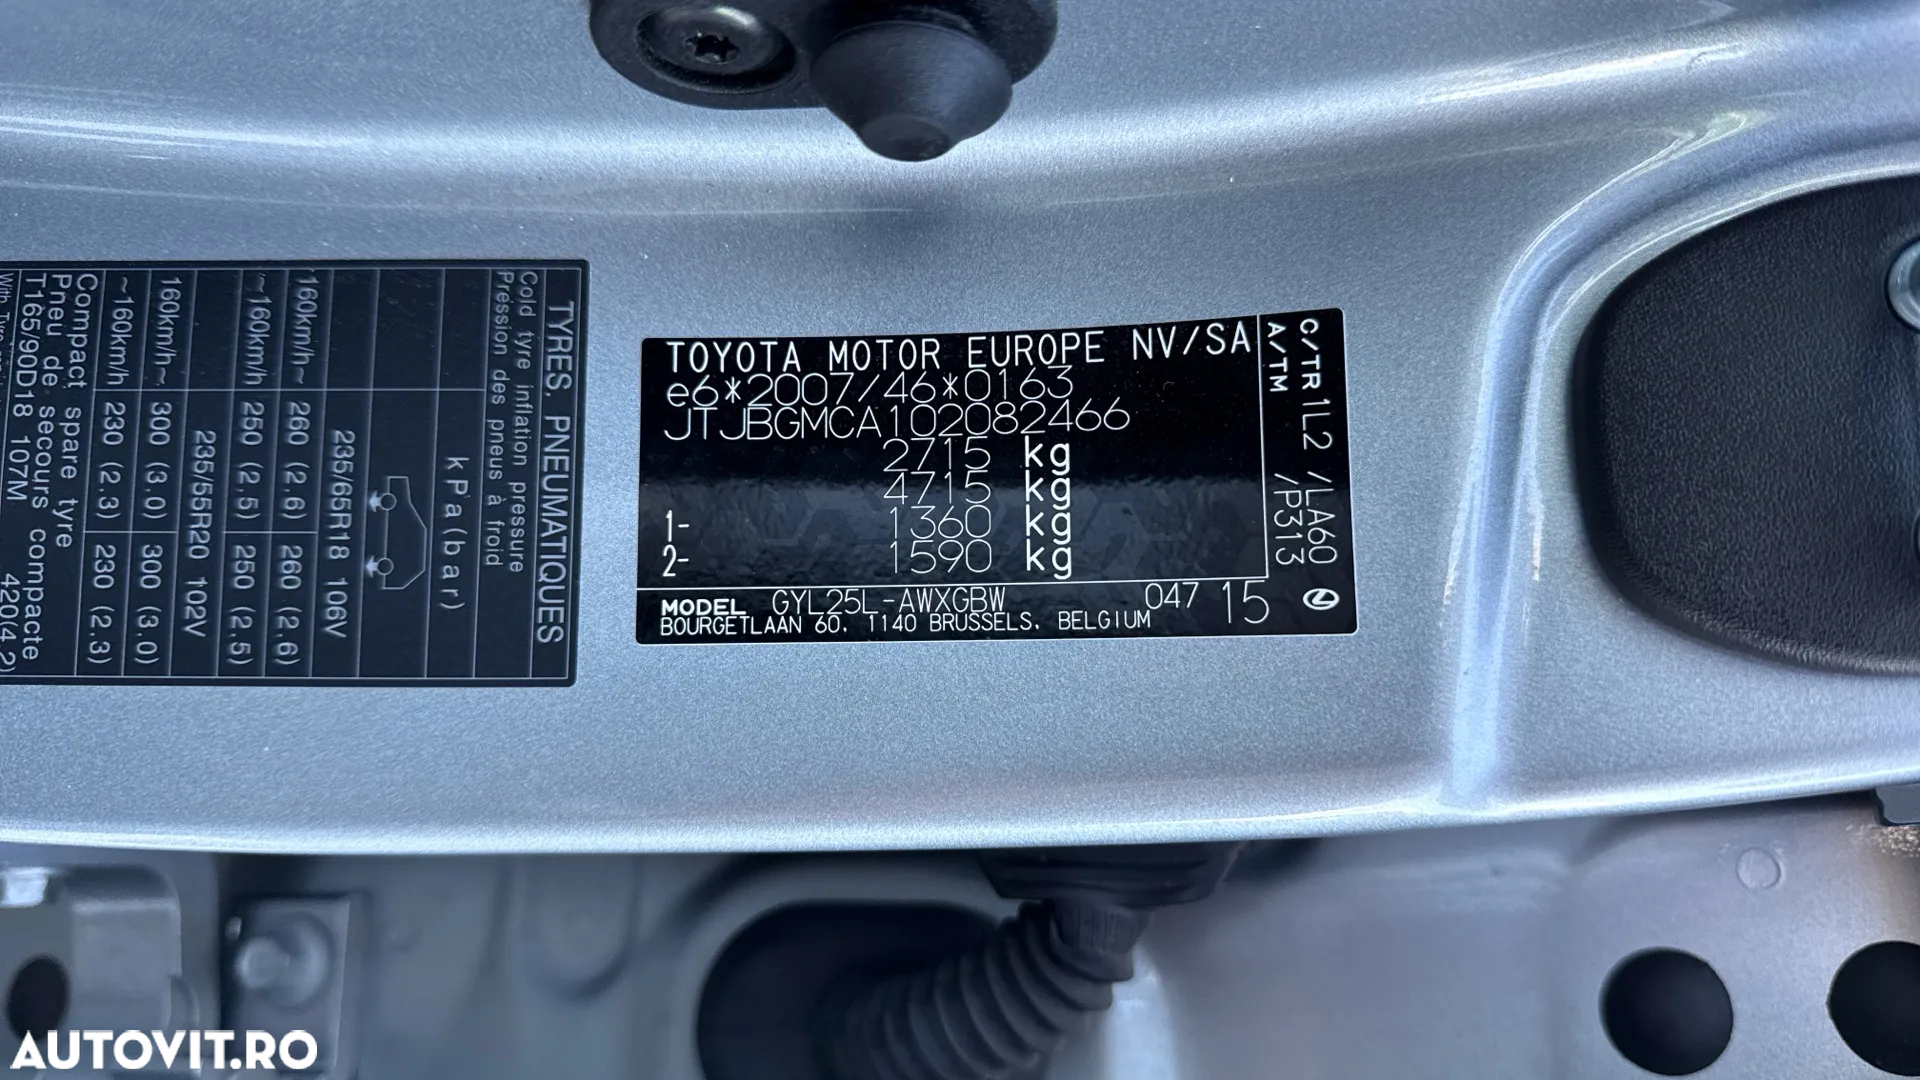 TYRES, PNEUMATIQUES
Cold tyre inflation pressure
Pression des pneus à froid
kPa(bar)
235/65R18 106V
160km/h~ 260 (2.6) 260 (2.6)
~160km/h 250 (2.5) 250 (2.5)
235/55R20 102V
160km/h~ 300 (3.0) 300 (3.0)
~160km/h 230 (2.3) 230 (2.3)
Compact spare tyre
Pneu de secours compacte
T165/90D18 107M 420(4.2)
TOYOTA MOTOR EUROPE NV/SA
e6*2007/46*0163
JTJBGMCA102082466
2715 kg
4715 kg
1- 1360 kg
2- 1590 kg
MODEL GYL25L-AWXGBW 047 15
BOURGETLAAN 60, 1140 BRUSSELS, BELGIUM
C/TR 1L2 /LA60
A/TM /P313
AUTOVIT.RO